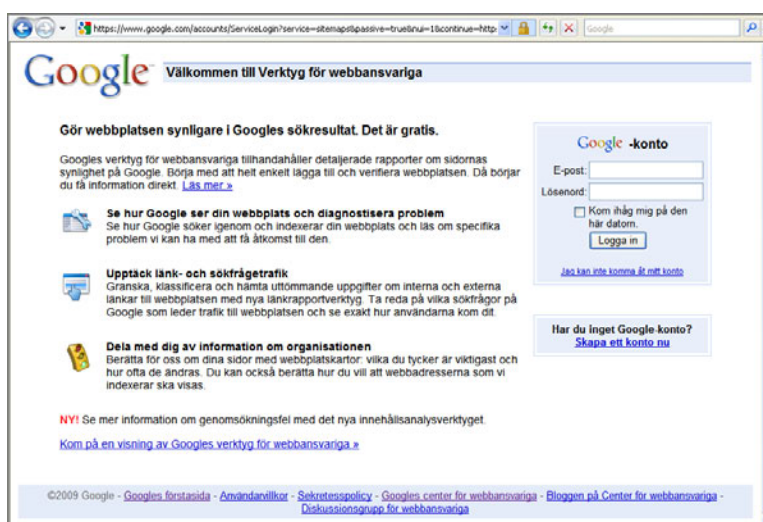 https://www.google.com/accounts/ServiceLogin?service=sitemaps&passive=true&nui=1&continue=http:
Google
Google Välkommen till Verktyg för webbansvariga
Gör webbplatsen synligare i Googles sökresultat. Det är gratis.
Googles verktyg för webbansvariga tillhandahåller detaljerade rapporter om sidornas
synlighet på Google. Börja med att helt enkelt lägga till och verifiera webbplatsen. Då börjar
du få information direkt. Läs mer »
Se hur Google ser din webbplats och diagnostisera problem
Se hur Google söker igenom och indexerar din webbplats och läs om specifika
problem vi kan ha med att få åtkomst till den.
Upptäck länk- och sökfrågetrafik
Granska, klassificera och hämta uttömmande uppgifter om interna och externa
länkar till webbplatsen med nya länkrapportverktyg. Ta reda på vilka sökfrågor på
Google som leder trafik till webbplatsen och se exakt hur användarna kom dit.
Dela med dig av information om organisationen
Berätta för oss om dina sidor med webbplatskartor: vilka du tycker är viktigast och
hur ofta de ändras. Du kan också berätta hur du vill att webbadresserna som vi
indexerar ska visas.
NY! Se mer information om genomsökningsfel med det nya innehållsanalysverktyget.
Kom på en visning av Googles verktyg för webbansvariga »
Google -konto
E-post:
Lösenord:
Kom ihåg mig på den
här datorn.
Logga in
Jag kan inte komma åt mitt konto
Har du inget Google-konto?
Skapa ett konto nu
©2009 Google - Googles förstasida - Användarvillkor - Sekretesspolicy - Googles center för webbansvariga - Bloggen på Center för webbansvariga -
Diskussionsgrupp för webbansvariga